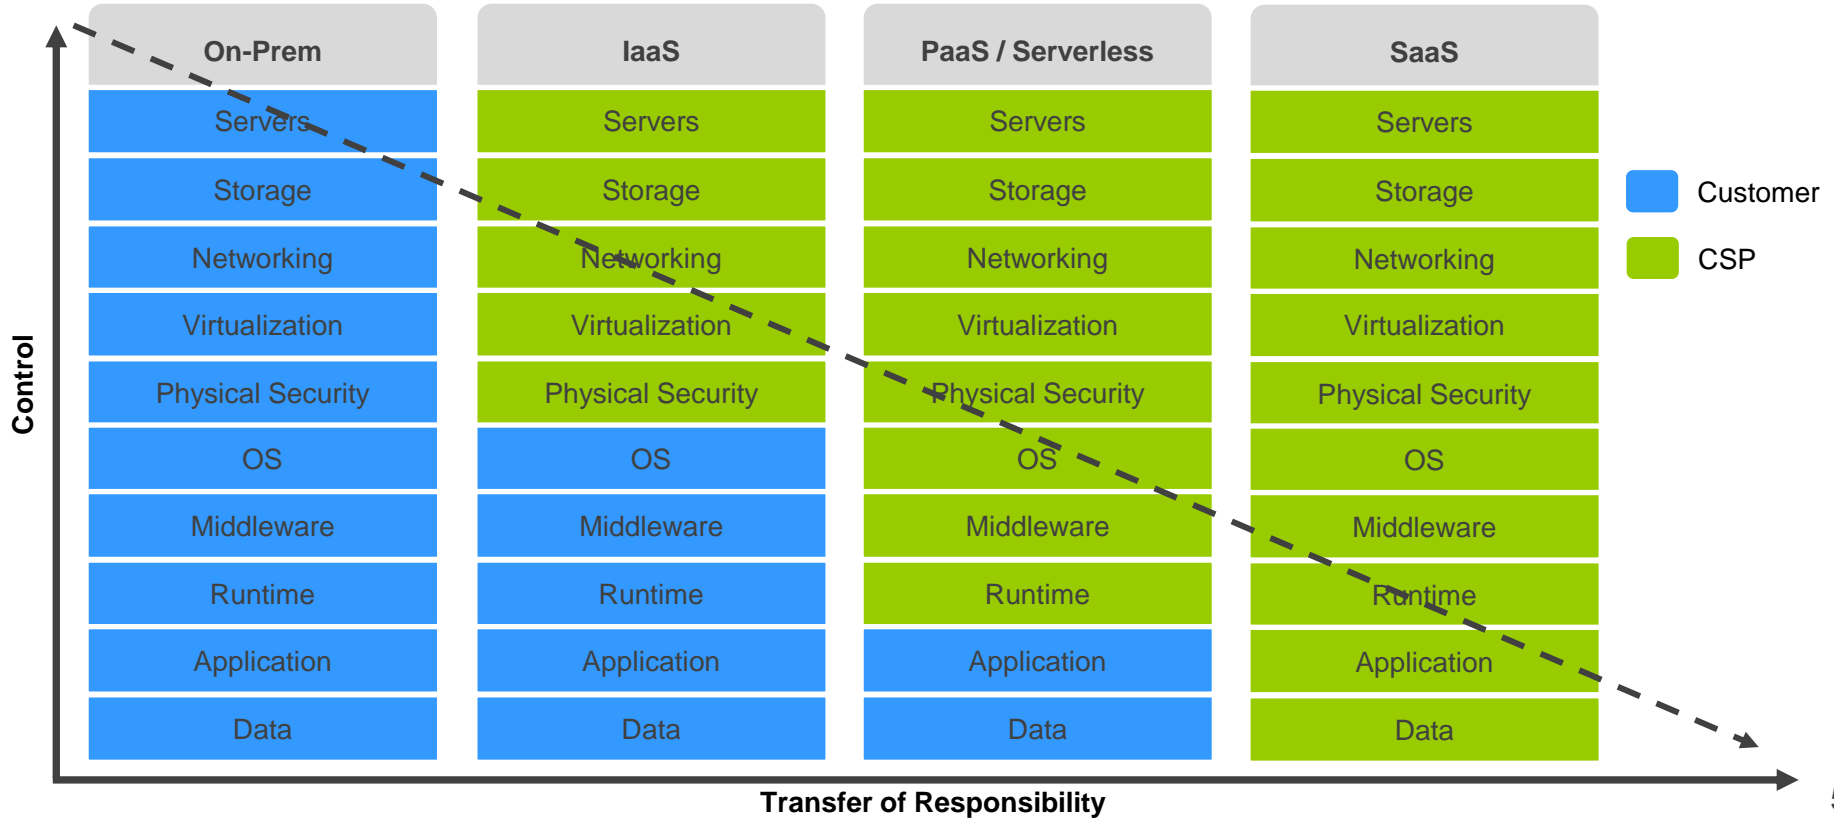 On-Prem
IaaS
PaaS / Serverless
SaaS
Servers
Servers
Servers
Servers
Storage
Storage
Storage
Storage
Networking
Networking
Networking
Networking
Virtualization
Virtualization
Virtualization
Virtualization
Physical Security
Physical Security
Physical Security
Physical Security
OS
OS
OS
OS
Middleware
Middleware
Middleware
Middleware
Runtime
Runtime
Runtime
Runtime
Application
Application
Application
Application
Data
Data
Data
Data
Customer
CSP
Control
Transfer of Responsibility